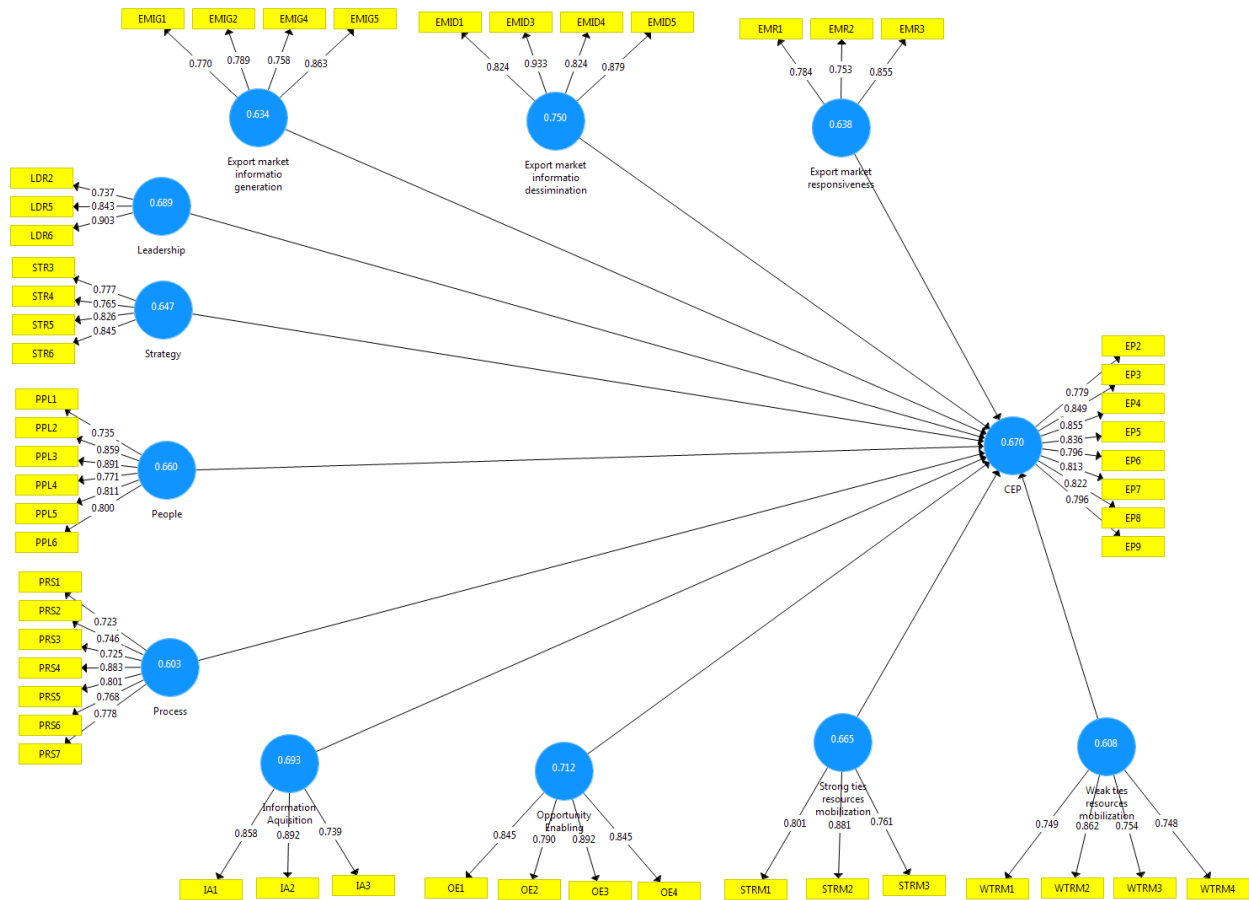 EMIG1
EMIG2
EMIG4
EMIG5
0.770
0.789
0.758
0.863
0.634
Export market
informatio
generation
EMID1
EMID3
EMID4
EMID5
0.824
0.933
0.824
0.879
0.750
Export market
informatio
dessimination
EMR1
EMR2
EMR3
0.784
0.753
0.855
0.638
Export market
responsiveness
LDR2
LDR5
LDR6
0.737
0.843
0.903
0.689
Leadership
STR3
STR4
STR5
STR6
0.777
0.765
0.826
0.845
0.647
Strategy
PPL1
PPL2
PPL3
PPL4
PPL5
PPL6
0.735
0.859
0.891
0.771
0.811
0.800
0.660
People
PRS1
PRS2
PRS3
PRS4
PRS5
PRS6
PRS7
0.723
0.746
0.725
0.883
0.801
0.768
0.778
0.603
Process
0.670
CEP
0.779
0.849
0.855
0.836
0.796
0.813
0.822
0.796
EP2
EP3
EP4
EP5
EP6
EP7
EP8
EP9
0.693
Information
Aquisition
0.858
0.892
0.739
IA1
IA2
IA3
0.712
Opportunity
Enabling
0.845
0.790
0.892
0.845
OE1
OE2
OE3
OE4
0.665
Strong ties
resources
mobilization
0.801
0.881
0.761
STRM1
STRM2
STRM3
0.608
Weak ties
resources
mobilization
0.749
0.862
0.754
0.748
WTRM1
WTRM2
WTRM3
WTRM4